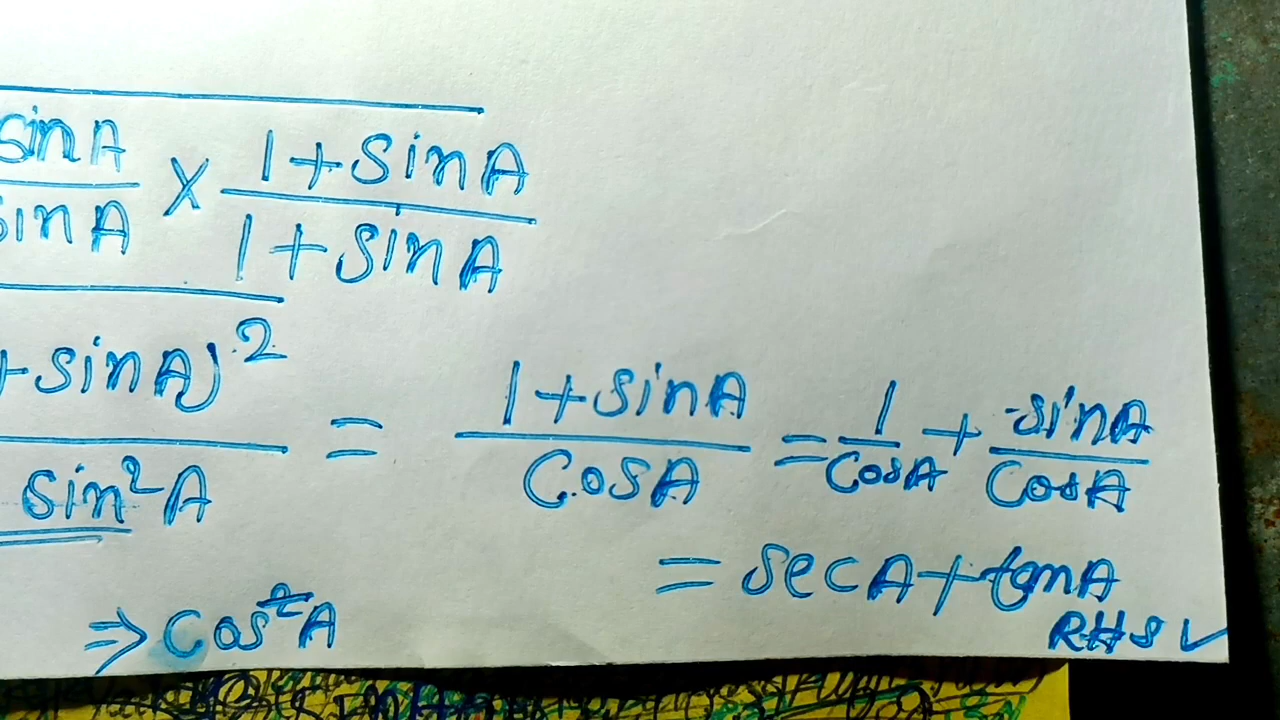 sinA/sinA × 1+sinA/1+sinA
+sinA)²/sin²A = 1+sinA/CosA = 1/CosA + sinA/CosA
= secA+tanA
⇒ Cos²A
RHS ✓